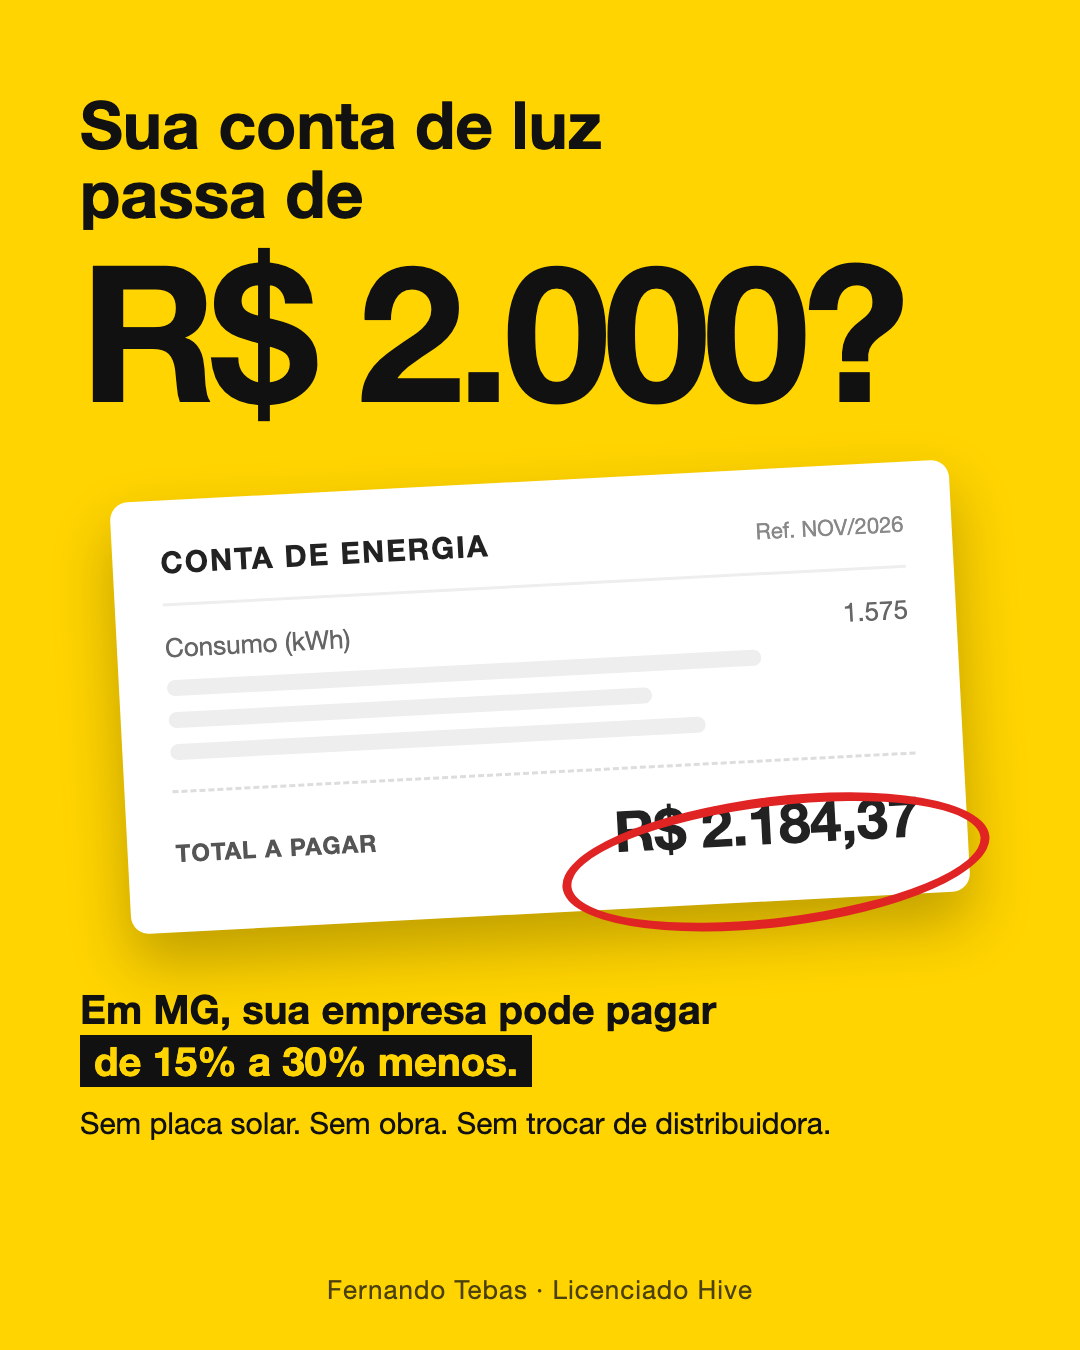 Sua conta de luz
passa de
R$ 2.000?
CONTA DE ENERGIA
Ref. NOV/2026
Consumo (kWh)
1.575
TOTAL A PAGAR
R$ 2.184,37
Em MG, sua empresa pode pagar
de 15% a 30% menos.
Sem placa solar. Sem obra. Sem trocar de distribuidora.
Fernando Tebas · Licenciado Hive